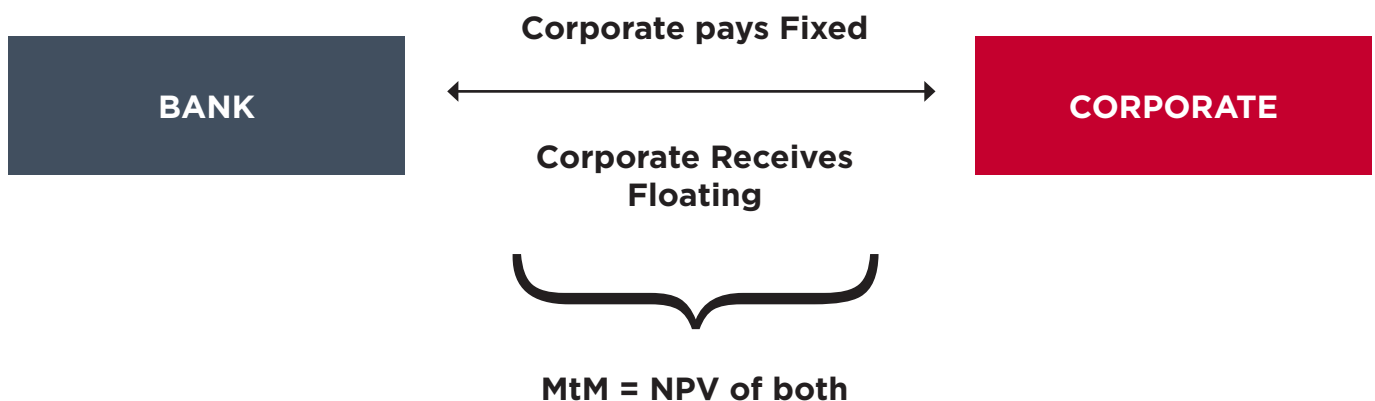 Corporate pays Fixed
BANK
CORPORATE
Corporate Receives
Floating
MtM = NPV of both